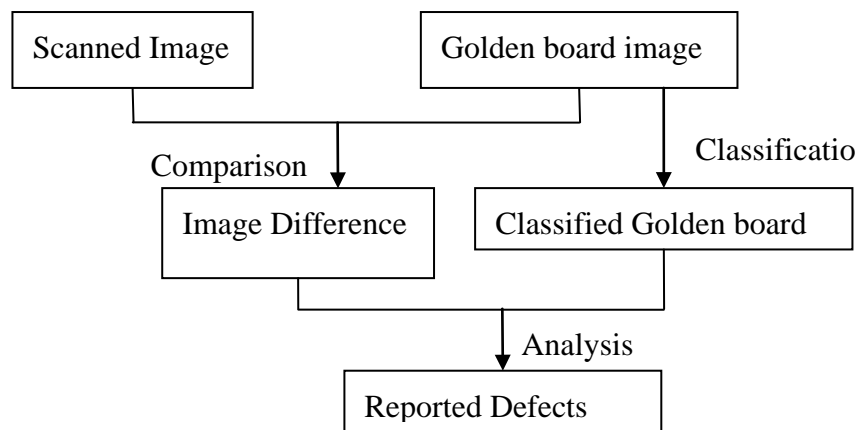 Scanned Image
Golden board image
Comparison
Classificatio
Image Difference
Classified Golden board
Analysis
Reported Defects